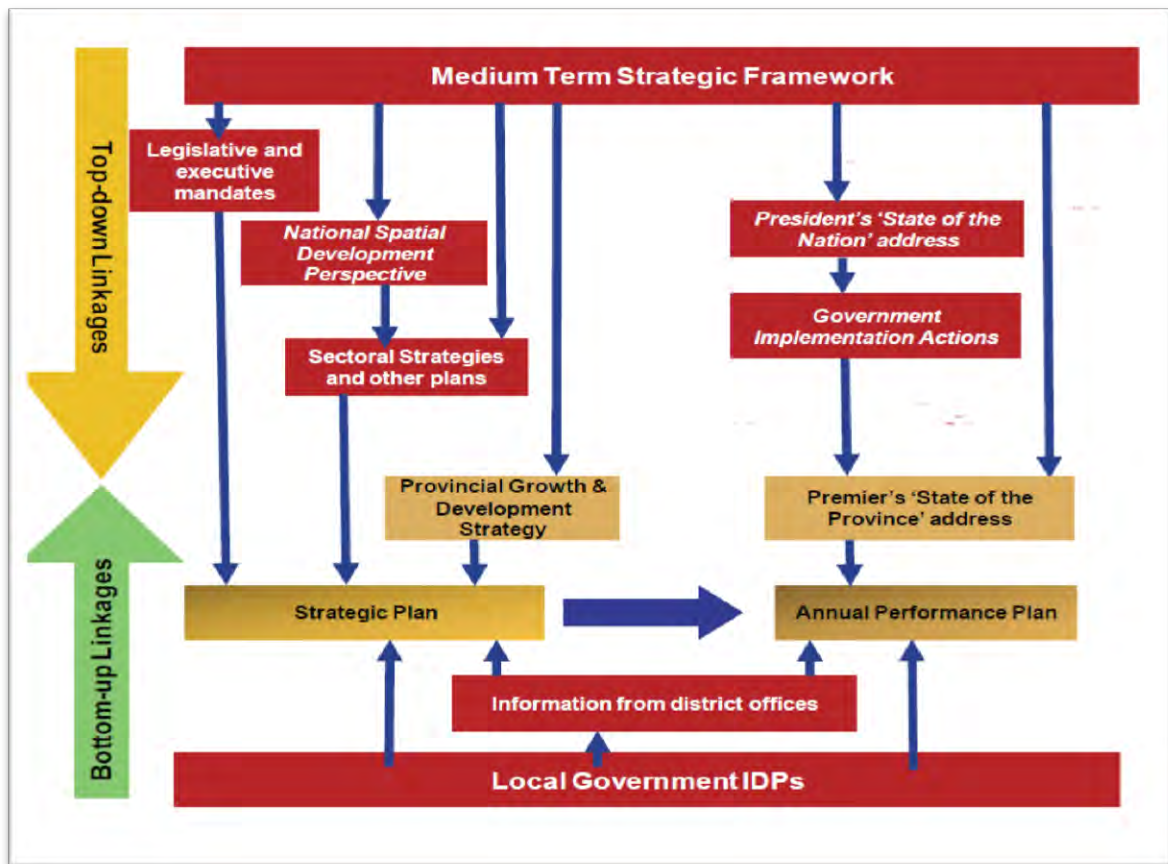 Medium Term Strategic Framework
Top-down Linkages
Legislative and
executive
mandates
National Spatial
Development
Perspective
President's ‘State of the
Nation’ address
Government
Implementation Actions
Sectoral Strategies
and other plans
Provincial Growth &
Development
Strategy
Premier's ‘State of the
Province’ address
Bottom-up Linkages
Strategic Plan
Annual Performance Plan
Information from district offices
Local Government IDPs